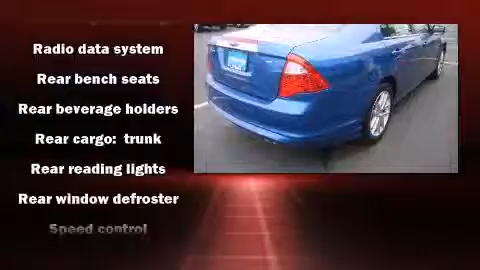 Radio data system
Rear bench seats
Rear beverage holders
Rear cargo: trunk
Rear reading lights
Rear window defroster
Speed control